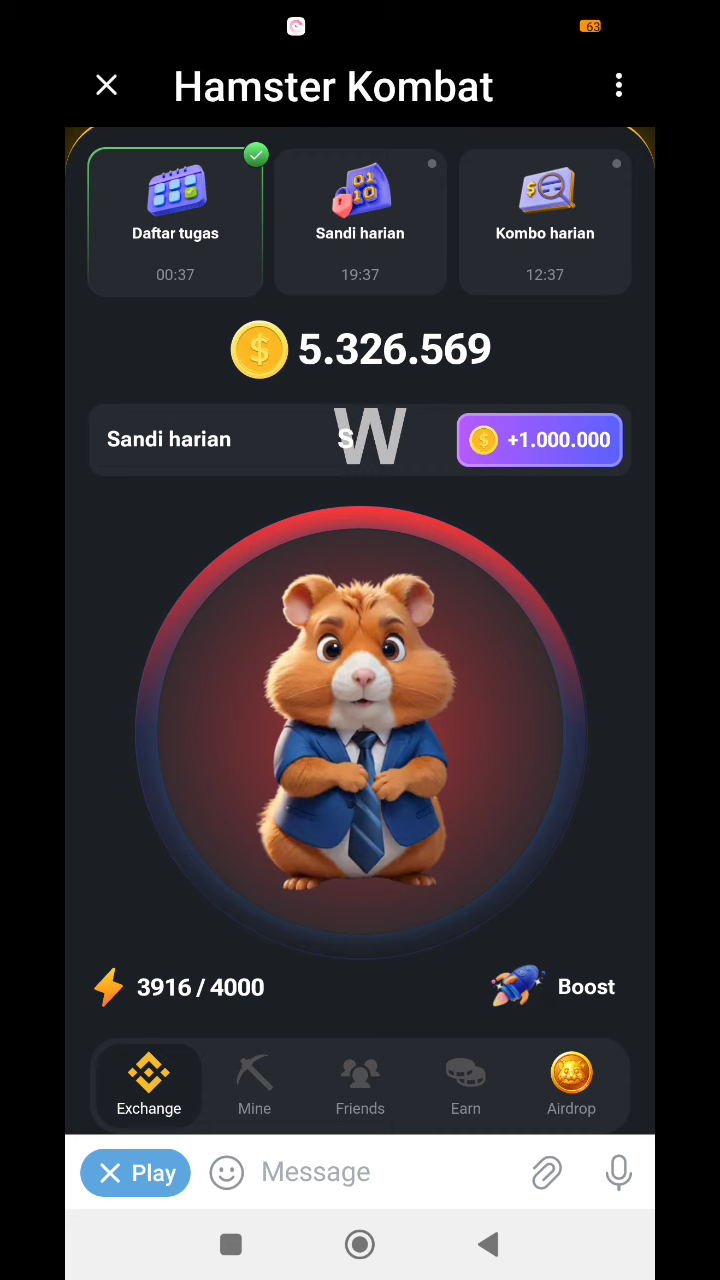 63
Hamster Kombat
Daftar tugas
Sandi harian
Kombo harian
00:37
19:37
12:37
5.326.569
Sandi harian
S
W
+1.000.000
3916 / 4000
Boost
Exchange
Mine
Friends
Earn
Airdrop
Play
Message